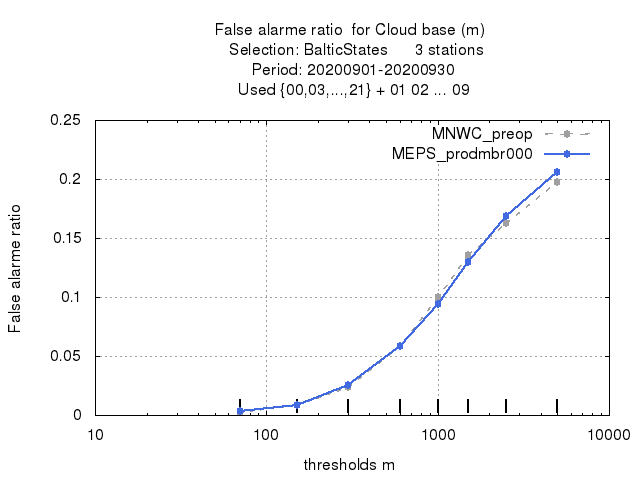 False alarme ratio  for Cloud base (m)
Selection: BalticStates      3 stations
Period: 20200901-20200930
Used {00,03,...,21} + 01 02 ... 09
MNWC_preop
MEPS_prodmbr000
False alarme ratio
0.25
0.2
0.15
0.1
0.05
0
10
100
1000
10000
thresholds m